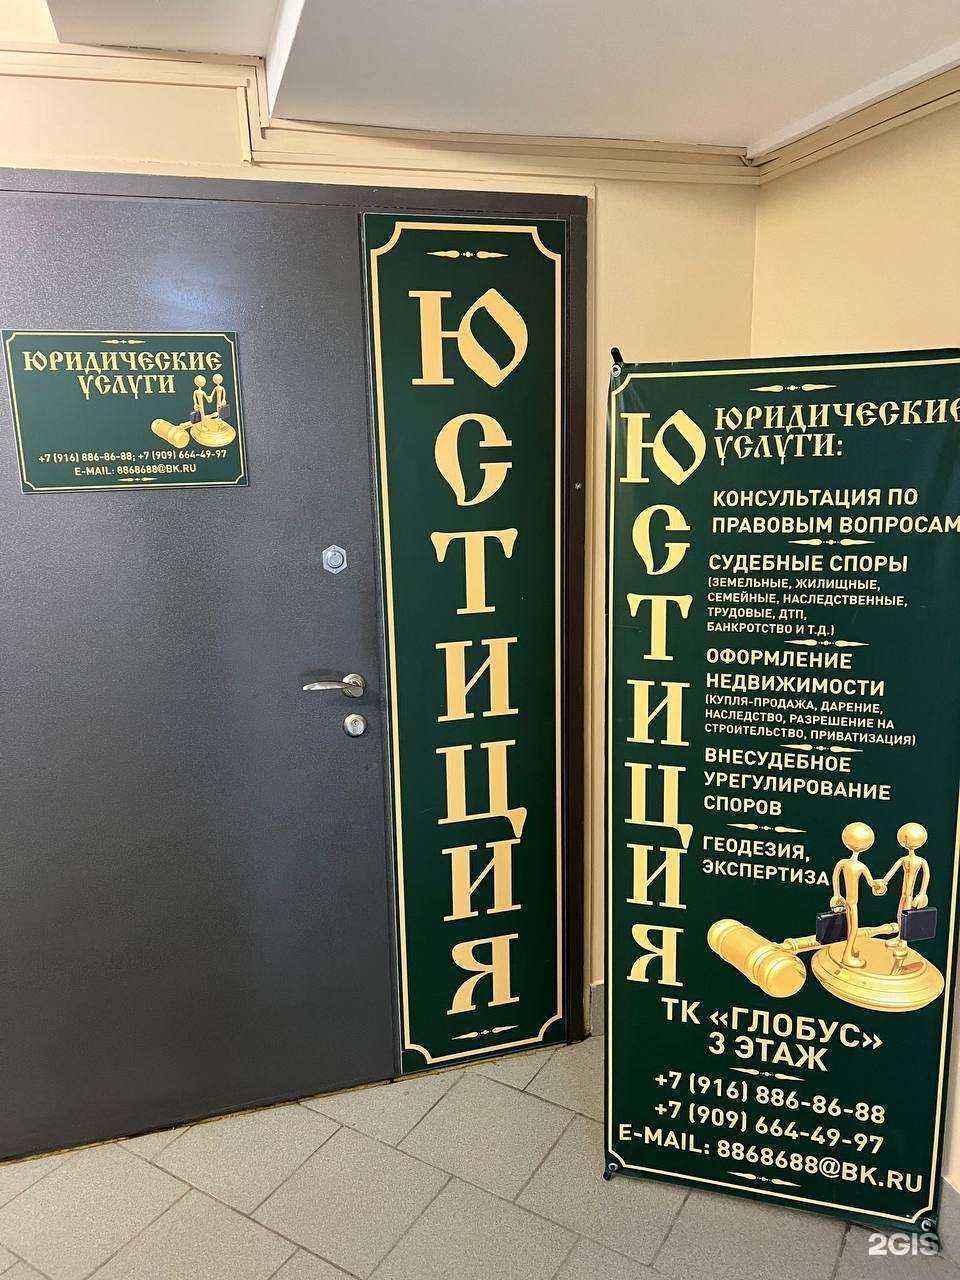 ЮРИДИЧЕСКИЕ
УСЛУГИ
+7 (916) 886-86-88; +7 (909) 664-49-97
E-MAIL: 8868688@BK.RU
ЮСТИЦИЯ
ЮСТИЦИЯ
ЮРИДИЧЕСКИЕ
УСЛУГИ:
КОНСУЛЬТАЦИЯ ПО
ПРАВОВЫМ ВОПРОСАМ
СУДЕБНЫЕ СПОРЫ
(ЗЕМЕЛЬНЫЕ, ЖИЛИЩНЫЕ,
СЕМЕЙНЫЕ, НАСЛЕДСТВЕННЫЕ,
ТРУДОВЫЕ, ДТП,
БАНКРОТСТВО И Т.Д.)
ОФОРМЛЕНИЕ
НЕДВИЖИМОСТИ
(КУПЛЯ-ПРОДАЖА, ДАРЕНИЕ,
НАСЛЕДСТВО, РАЗРЕШЕНИЕ НА
СТРОИТЕЛЬСТВО, ПРИВАТИЗАЦИЯ)
ВНЕСУДЕБНОЕ
УРЕГУЛИРОВАНИЕ
СПОРОВ
ГЕОДЕЗИЯ,
ЭКСПЕРТИЗА
ТК «ГЛОБУС»
3 ЭТАЖ
+7 (916) 886-86-88
+7 (909) 664-49-97
E-MAIL: 8868688@BK.RU
2GIS